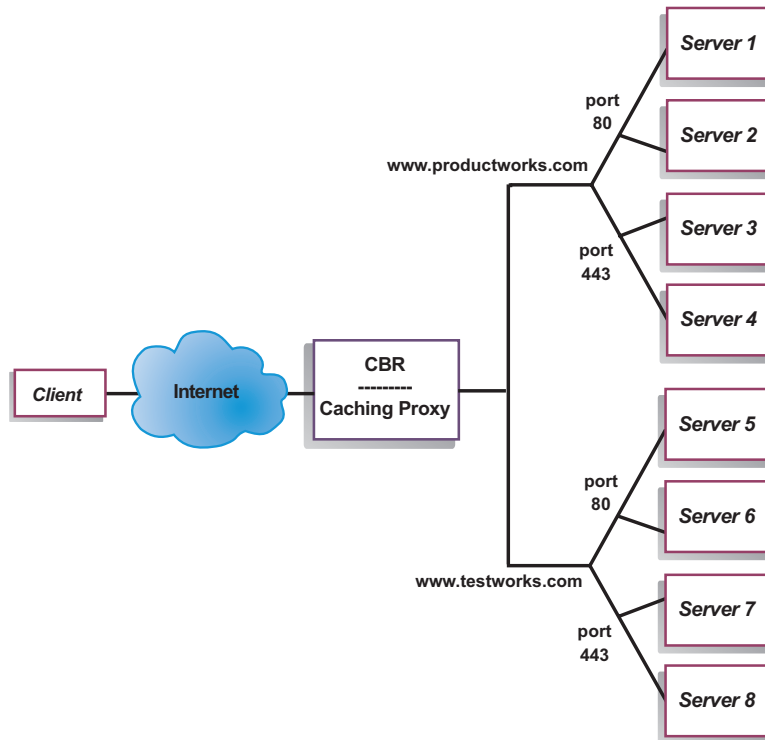 Server 1
port
80
Server 2
www.productworks.com
Server 3
port
443
Server 4
CBR
---------
Caching Proxy
Internet
Client
Server 5
port
80
Server 6
www.testworks.com
Server 7
port
443
Server 8